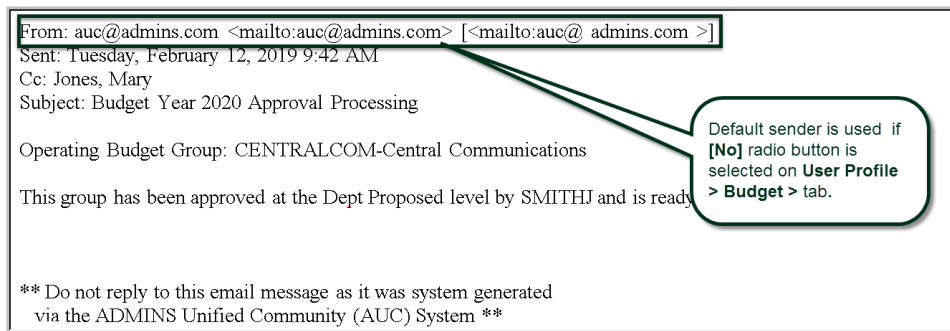 From: auc@admins.com <mailto:auc@admins.com> [<mailto:auc@ admins.com >]
Sent: Tuesday, February 12, 2019 9:42 AM
Cc: Jones, Mary
Subject: Budget Year 2020 Approval Processing
Operating Budget Group: CENTRALCOM-Central Communications
This group has been approved at the Dept Proposed level by SMITHJ and is ready
Default sender is used if
[No] radio button is
selected on User Profile
> Budget > tab.
** Do not reply to this email message as it was system generated
via the ADMINS Unified Community (AUC) System **